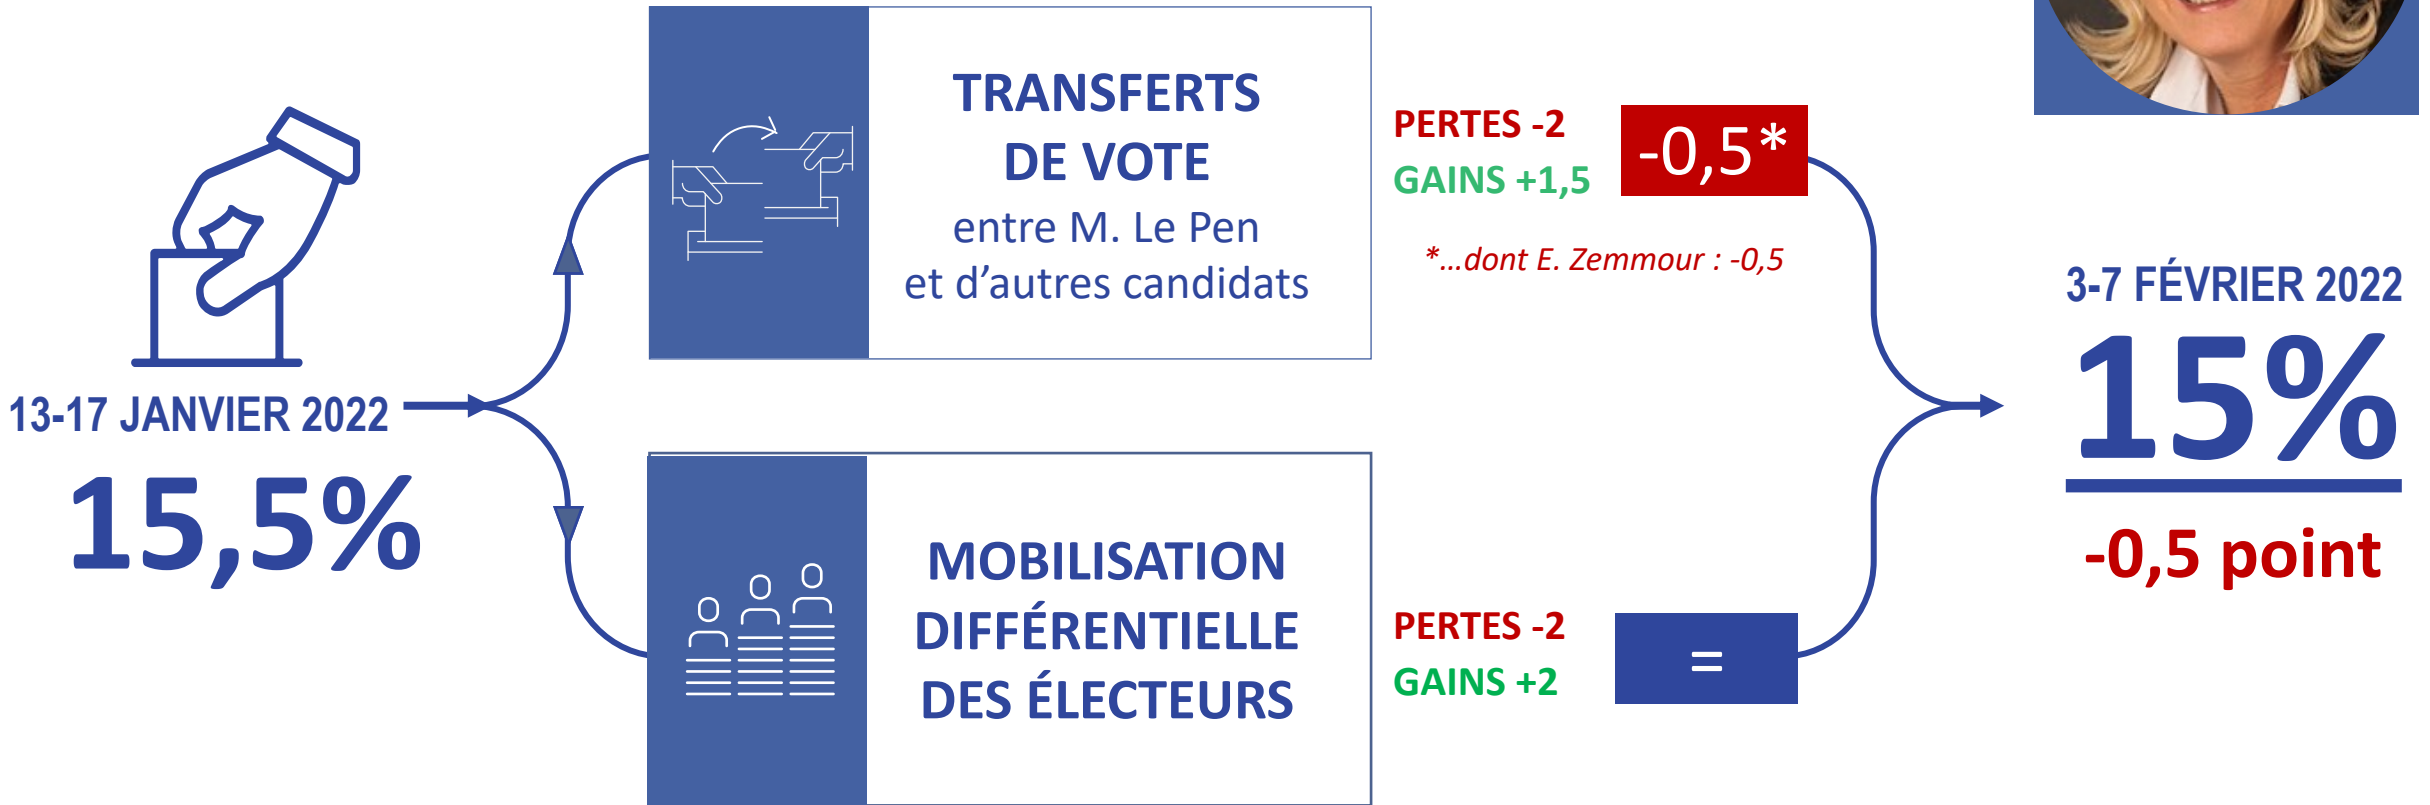 13-17 JANVIER 2022
15,5%
TRANSFERTS
DE VOTE
entre M. Le Pen
et d’autres candidats
PERTES -2
GAINS +1,5
-0,5*
*...dont E. Zemmour : -0,5
MOBILISATION
DIFFÉRENTIELLE
DES ÉLECTEURS
PERTES -2
GAINS +2
=
3-7 FÉVRIER 2022
15%
-0,5 point